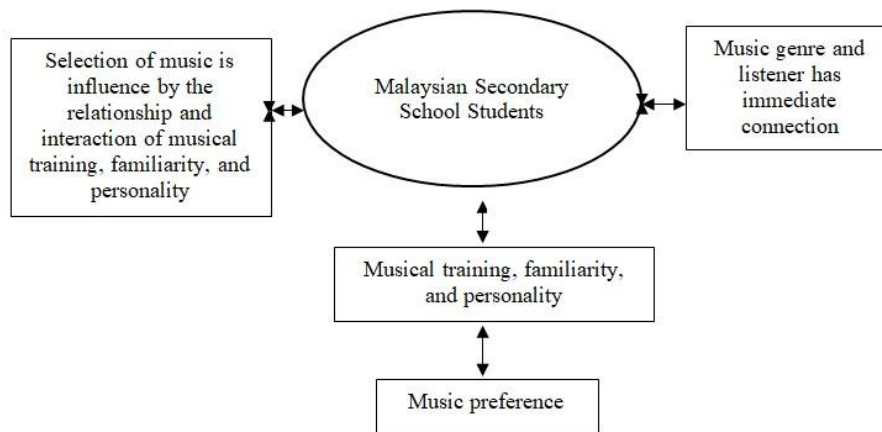 Selection of music is
influence by the
relationship and
interaction of musical
training, familiarity, and
personality
Malaysian Secondary
School Students
Music genre and
listener has
immediate
connection
Musical training, familiarity,
and personality
Music preference